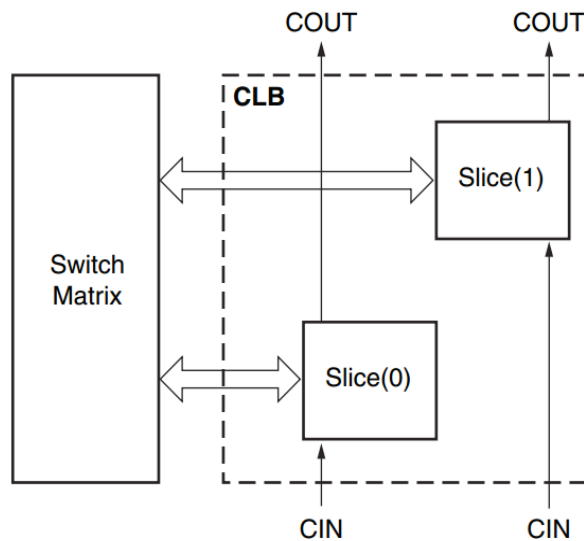 COUT COUT
CLB
Slice(1)
Switch
Matrix
Slice(0)
CIN CIN